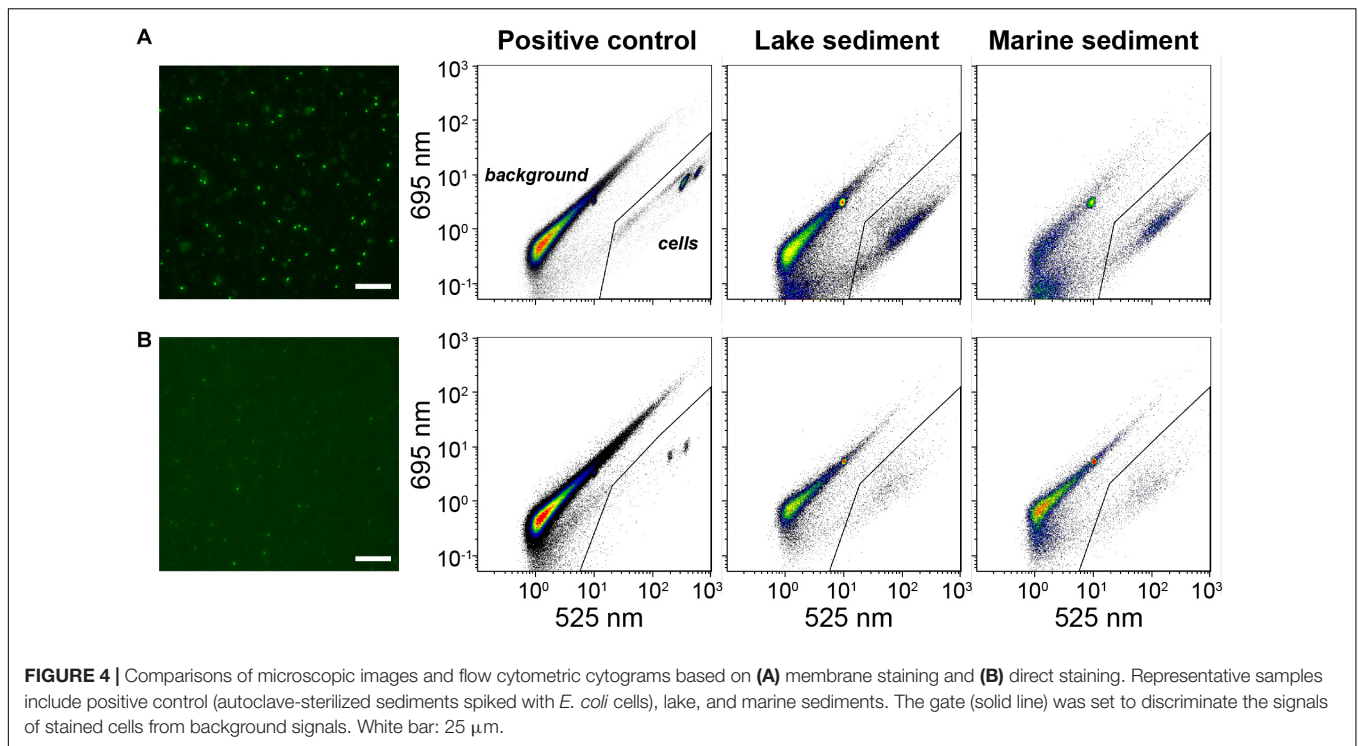 A
Positive control
Lake sediment
Marine sediment
695 nm
10³
10²
10¹
10⁰
10⁻¹
background
cells
B
695 nm
10³
10²
10¹
10⁰
10⁻¹
10⁰ 10¹ 10² 10³
10⁰ 10¹ 10² 10³
10⁰ 10¹ 10² 10³
525 nm
525 nm
525 nm
FIGURE 4 | Comparisons of microscopic images and flow cytometric cytograms based on (A) membrane staining and (B) direct staining. Representative samples
include positive control (autoclave-sterilized sediments spiked with E. coli cells), lake, and marine sediments. The gate (solid line) was set to discriminate the signals
of stained cells from background signals. White bar: 25 μm.